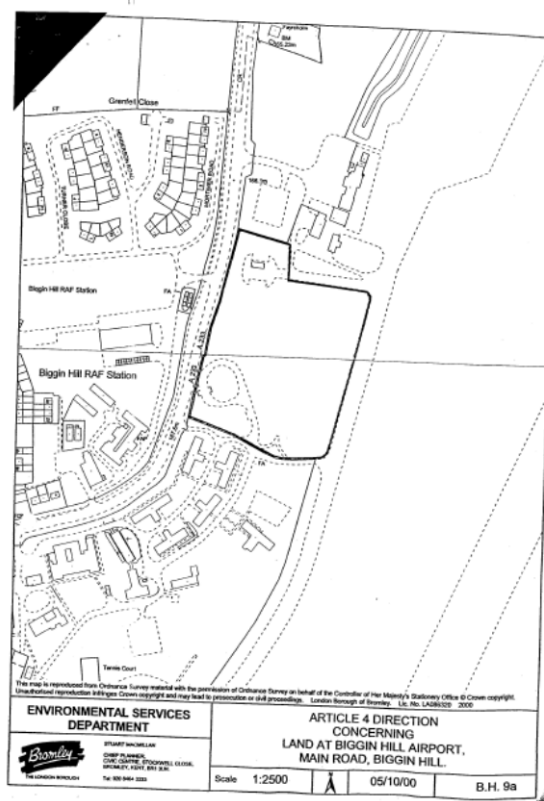 BM
Grenfell Close
FF
Biggin Hill RAF Station
FA
A 233
A 233
Biggin Hill RAF Station
FA
Tennis Court
This map is reproduced from Ordnance Survey material with the permission of Ordnance Survey on behalf of the Controller of Her Majesty's Stationery Office © Crown copyright.
Unauthorised reproduction infringes Crown copyright and may lead to prosecution or civil proceedings. London Borough of Bromley. Lic. No. 2000
ENVIRONMENTAL SERVICES
DEPARTMENT
Bromley
THE LONDON BOROUGH
STUART MACMILLAN
CHIEF PLANNER,
CIVIC CENTRE, STOCKWELL CLOSE,
BROMLEY, KENT, BR1 3UH.
ARTICLE 4 DIRECTION
CONCERNING
LAND AT BIGGIN HILL AIRPORT,
MAIN ROAD, BIGGIN HILL.
Scale 1:2500
05/10/00
B.H. 9a